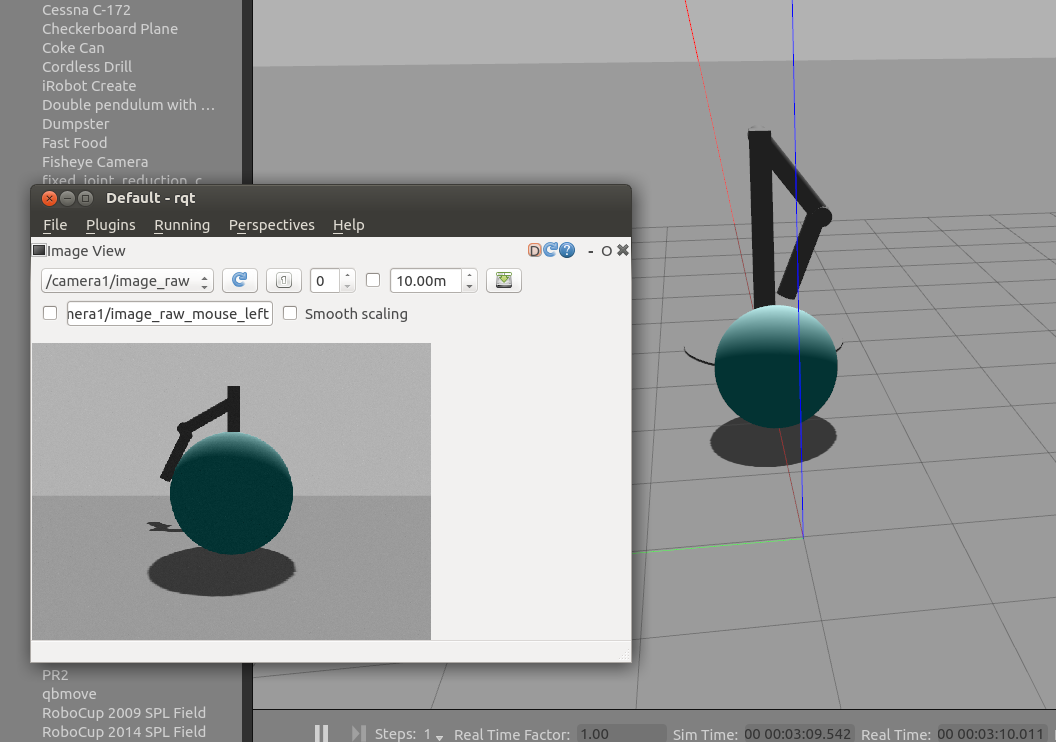 Cessna C-172
Checkerboard Plane
Coke Can
Cordless Drill
iRobot Create
Double pendulum with ...
Dumpster
Fast Food
Fisheye Camera
fixed_joint_reduction_c
Default - rqt
File Plugins Running Perspectives Help
Image View D ? - O
/camera1/image_raw 0 10.00m
nera1/image_raw_mouse_left Smooth scaling
PR2
qbmove
RoboCup 2009 SPL Field
RoboCup 2014 SPL Field
Steps: 1 Real Time Factor: 1.00 Sim Time: 00 00:03:09.542 Real Time: 00 00:03:10.011